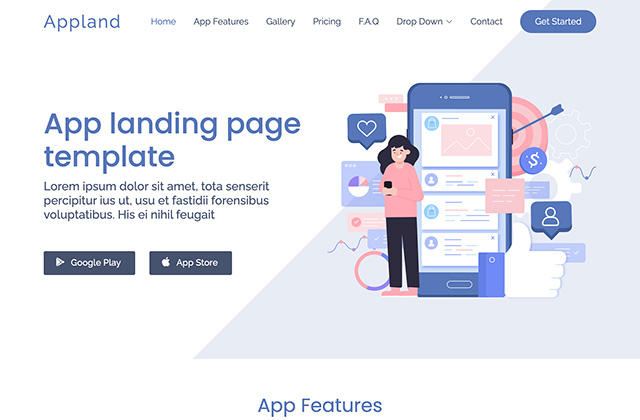 Appland
Home App Features Gallery Pricing F.A.Q Drop Down Contact Get Started
App landing page
template
Lorem ipsum dolor sit amet, tota senserit
percipitur ius ut, usu et fastidii forensibus
voluptatibus. His ei nihil feugait
Google Play App Store
App Features